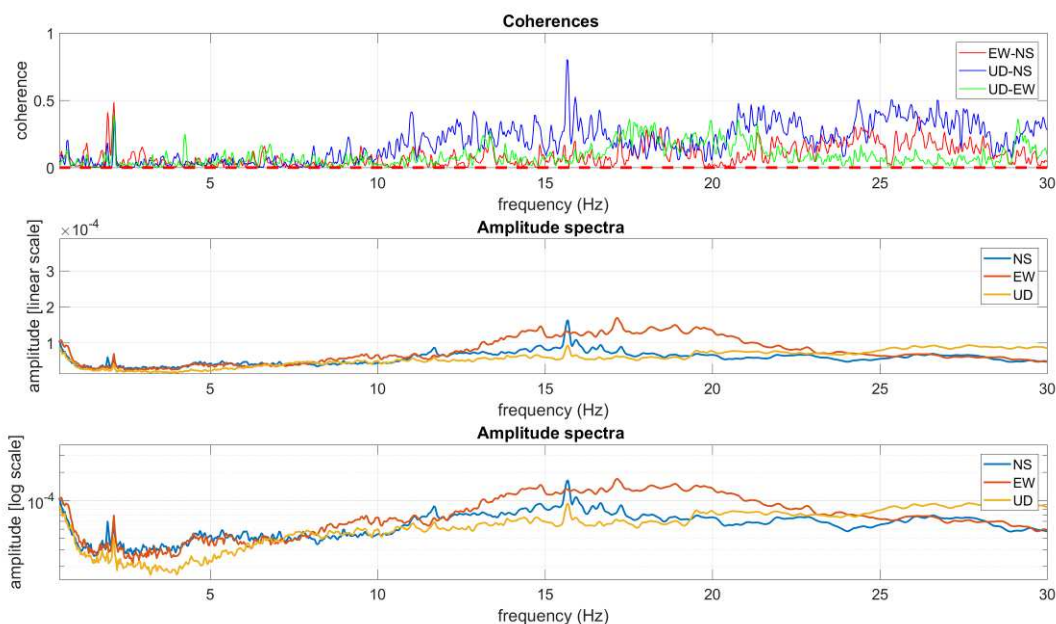 Coherences
coherence
1
0.5
0
5
10
15
20
25
30
frequency (Hz)
EW-NS
UD-NS
UD-EW
Amplitude spectra
×10⁻⁴
amplitude [linear scale]
3
2
1
5
10
15
20
25
30
frequency (Hz)
NS
EW
UD
Amplitude spectra
amplitude [log scale]
10⁻⁴
5
10
15
20
25
30
frequency (Hz)
NS
EW
UD